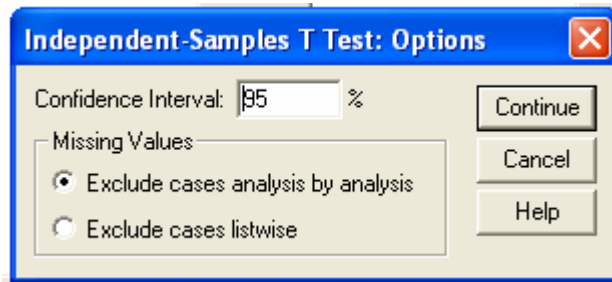 Independent-Samples T Test: Options
Confidence Interval: 95 %
Continue
Missing Values
Cancel
Exclude cases analysis by analysis
Help
Exclude cases listwise